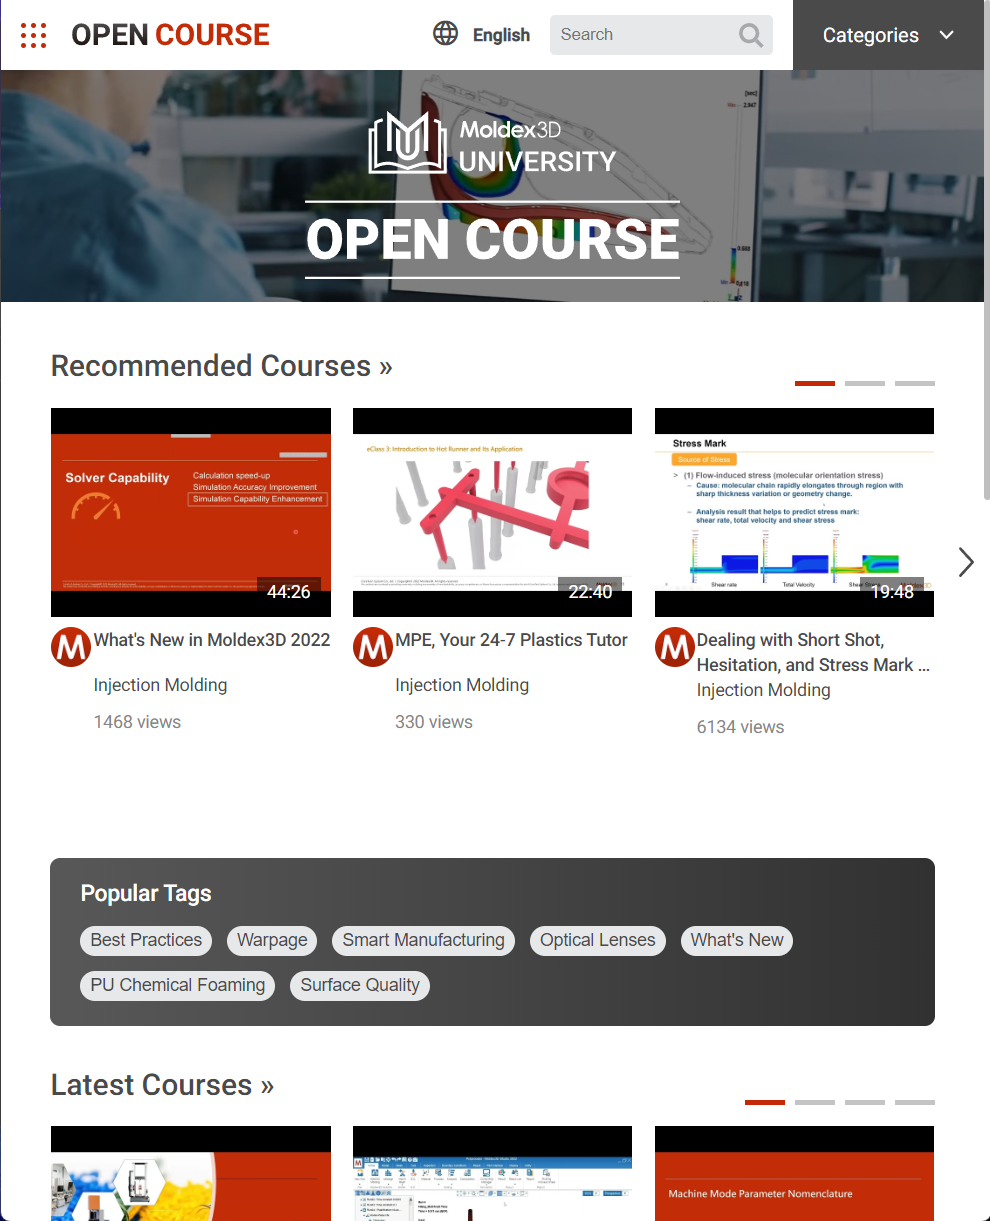 OPEN COURSE
English
Search
Categories
Moldex3D
UNIVERSITY
OPEN COURSE
Recommended Courses »
Solver Capability
Calculation speed-up
Simulation Accuracy Improvement
Simulation Capability Enhancement
44:26
eClass 3: Introduction to Hot Runner and Its Application
22:40
Stress Mark
Source of Stress
> (1) Flow-induced stress (molecular orientation stress)
– Cause: molecular chain rapidly elongates through region with
sharp thickness variation or geometry change.
– Analysis result that helps to predict stress mark:
shear rate, total velocity and shear stress
Shear rate
Total Velocity
19:48
What's New in Moldex3D 2022
Injection Molding
1468 views
MPE, Your 24-7 Plastics Tutor
Injection Molding
330 views
Dealing with Short Shot,
Hesitation, and Stress Mark ...
Injection Molding
6134 views
Popular Tags
Best Practices
Warpage
Smart Manufacturing
Optical Lenses
What's New
PU Chemical Foaming
Surface Quality
Latest Courses »
Machine Mode Parameter Nomenclature